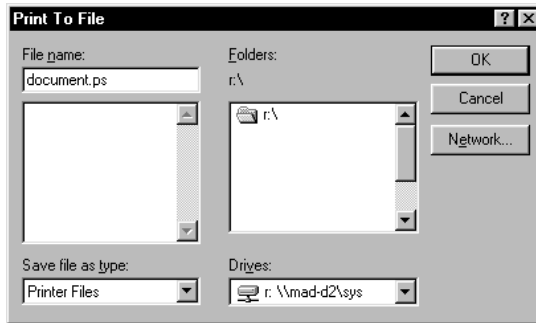 Print To File
File name:
document.ps
Save file as type:
Printer Files
Folders:
r:\
r:\
Drives:
r: \\mad-d2\sys
OK
Cancel
Network...